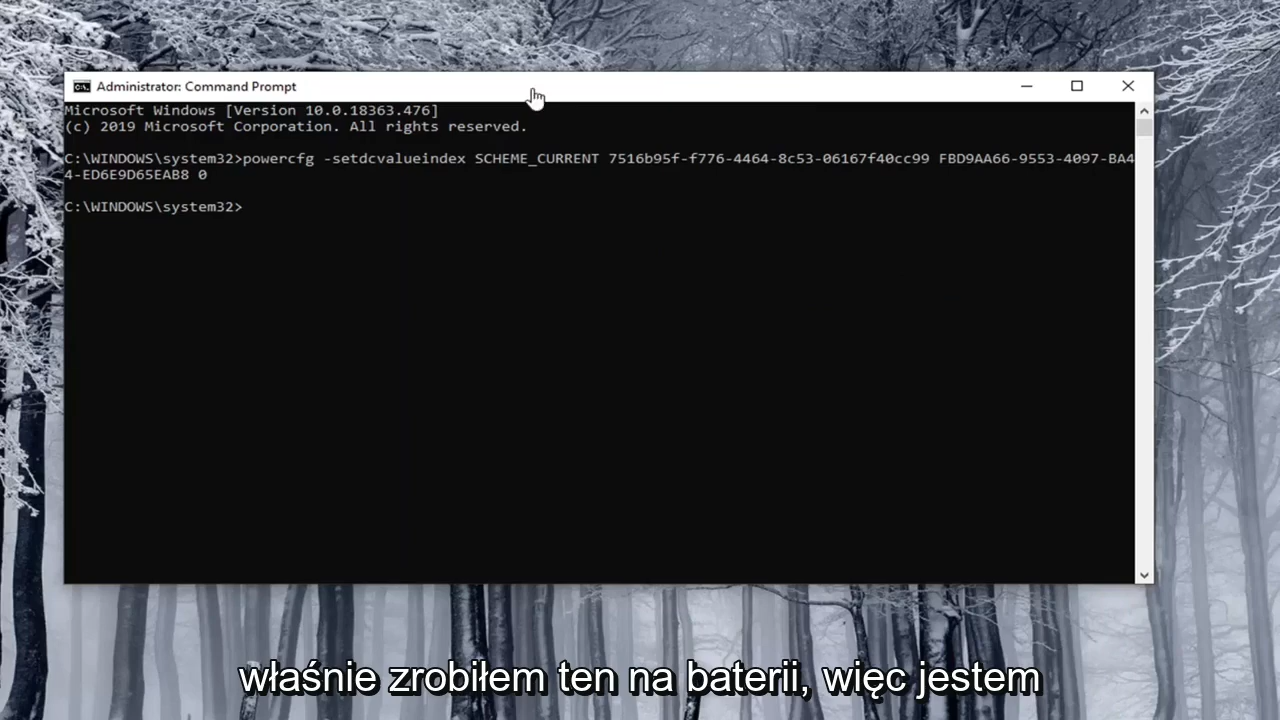 Administrator: Command Prompt
Microsoft Windows [Version 10.0.18363.476]
(c) 2019 Microsoft Corporation. All rights reserved.
C:\WINDOWS\system32>powercfg -setdcvalueindex SCHEME_CURRENT 7516b95f-f776-4464-8c53-06167f40cc99 FBD9AA66-9553-4097-BA4
4-ED6E9D65EAB8 0
C:\WINDOWS\system32>
właśnie zrobiłem ten na baterii, więc jestem